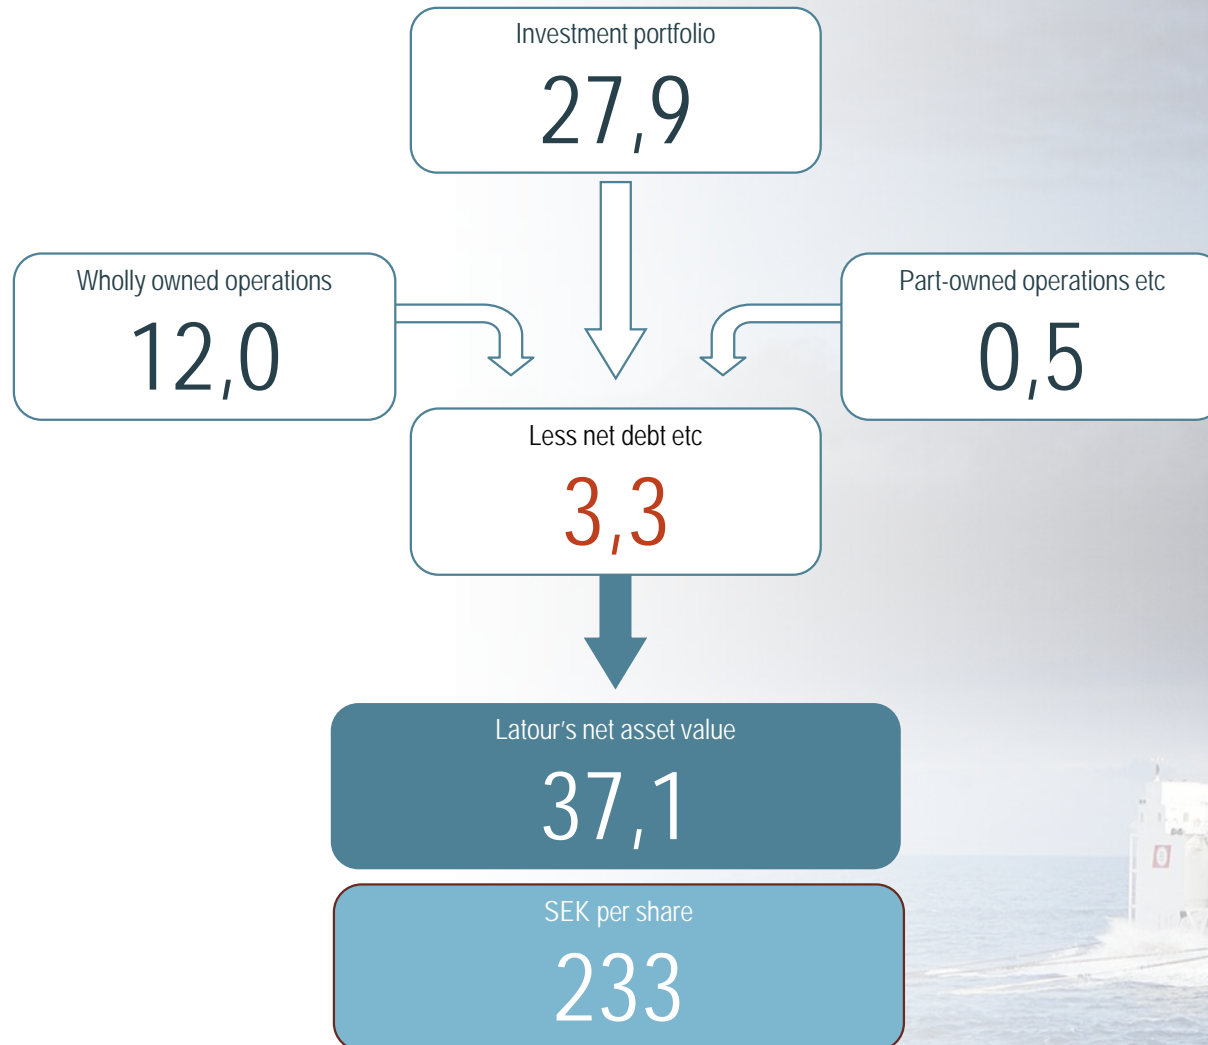 Investment portfolio
27,9
Wholly owned operations
12,0
Part-owned operations etc
0,5
Less net debt etc
3,3
Latour’s net asset value
37,1
SEK per share
233